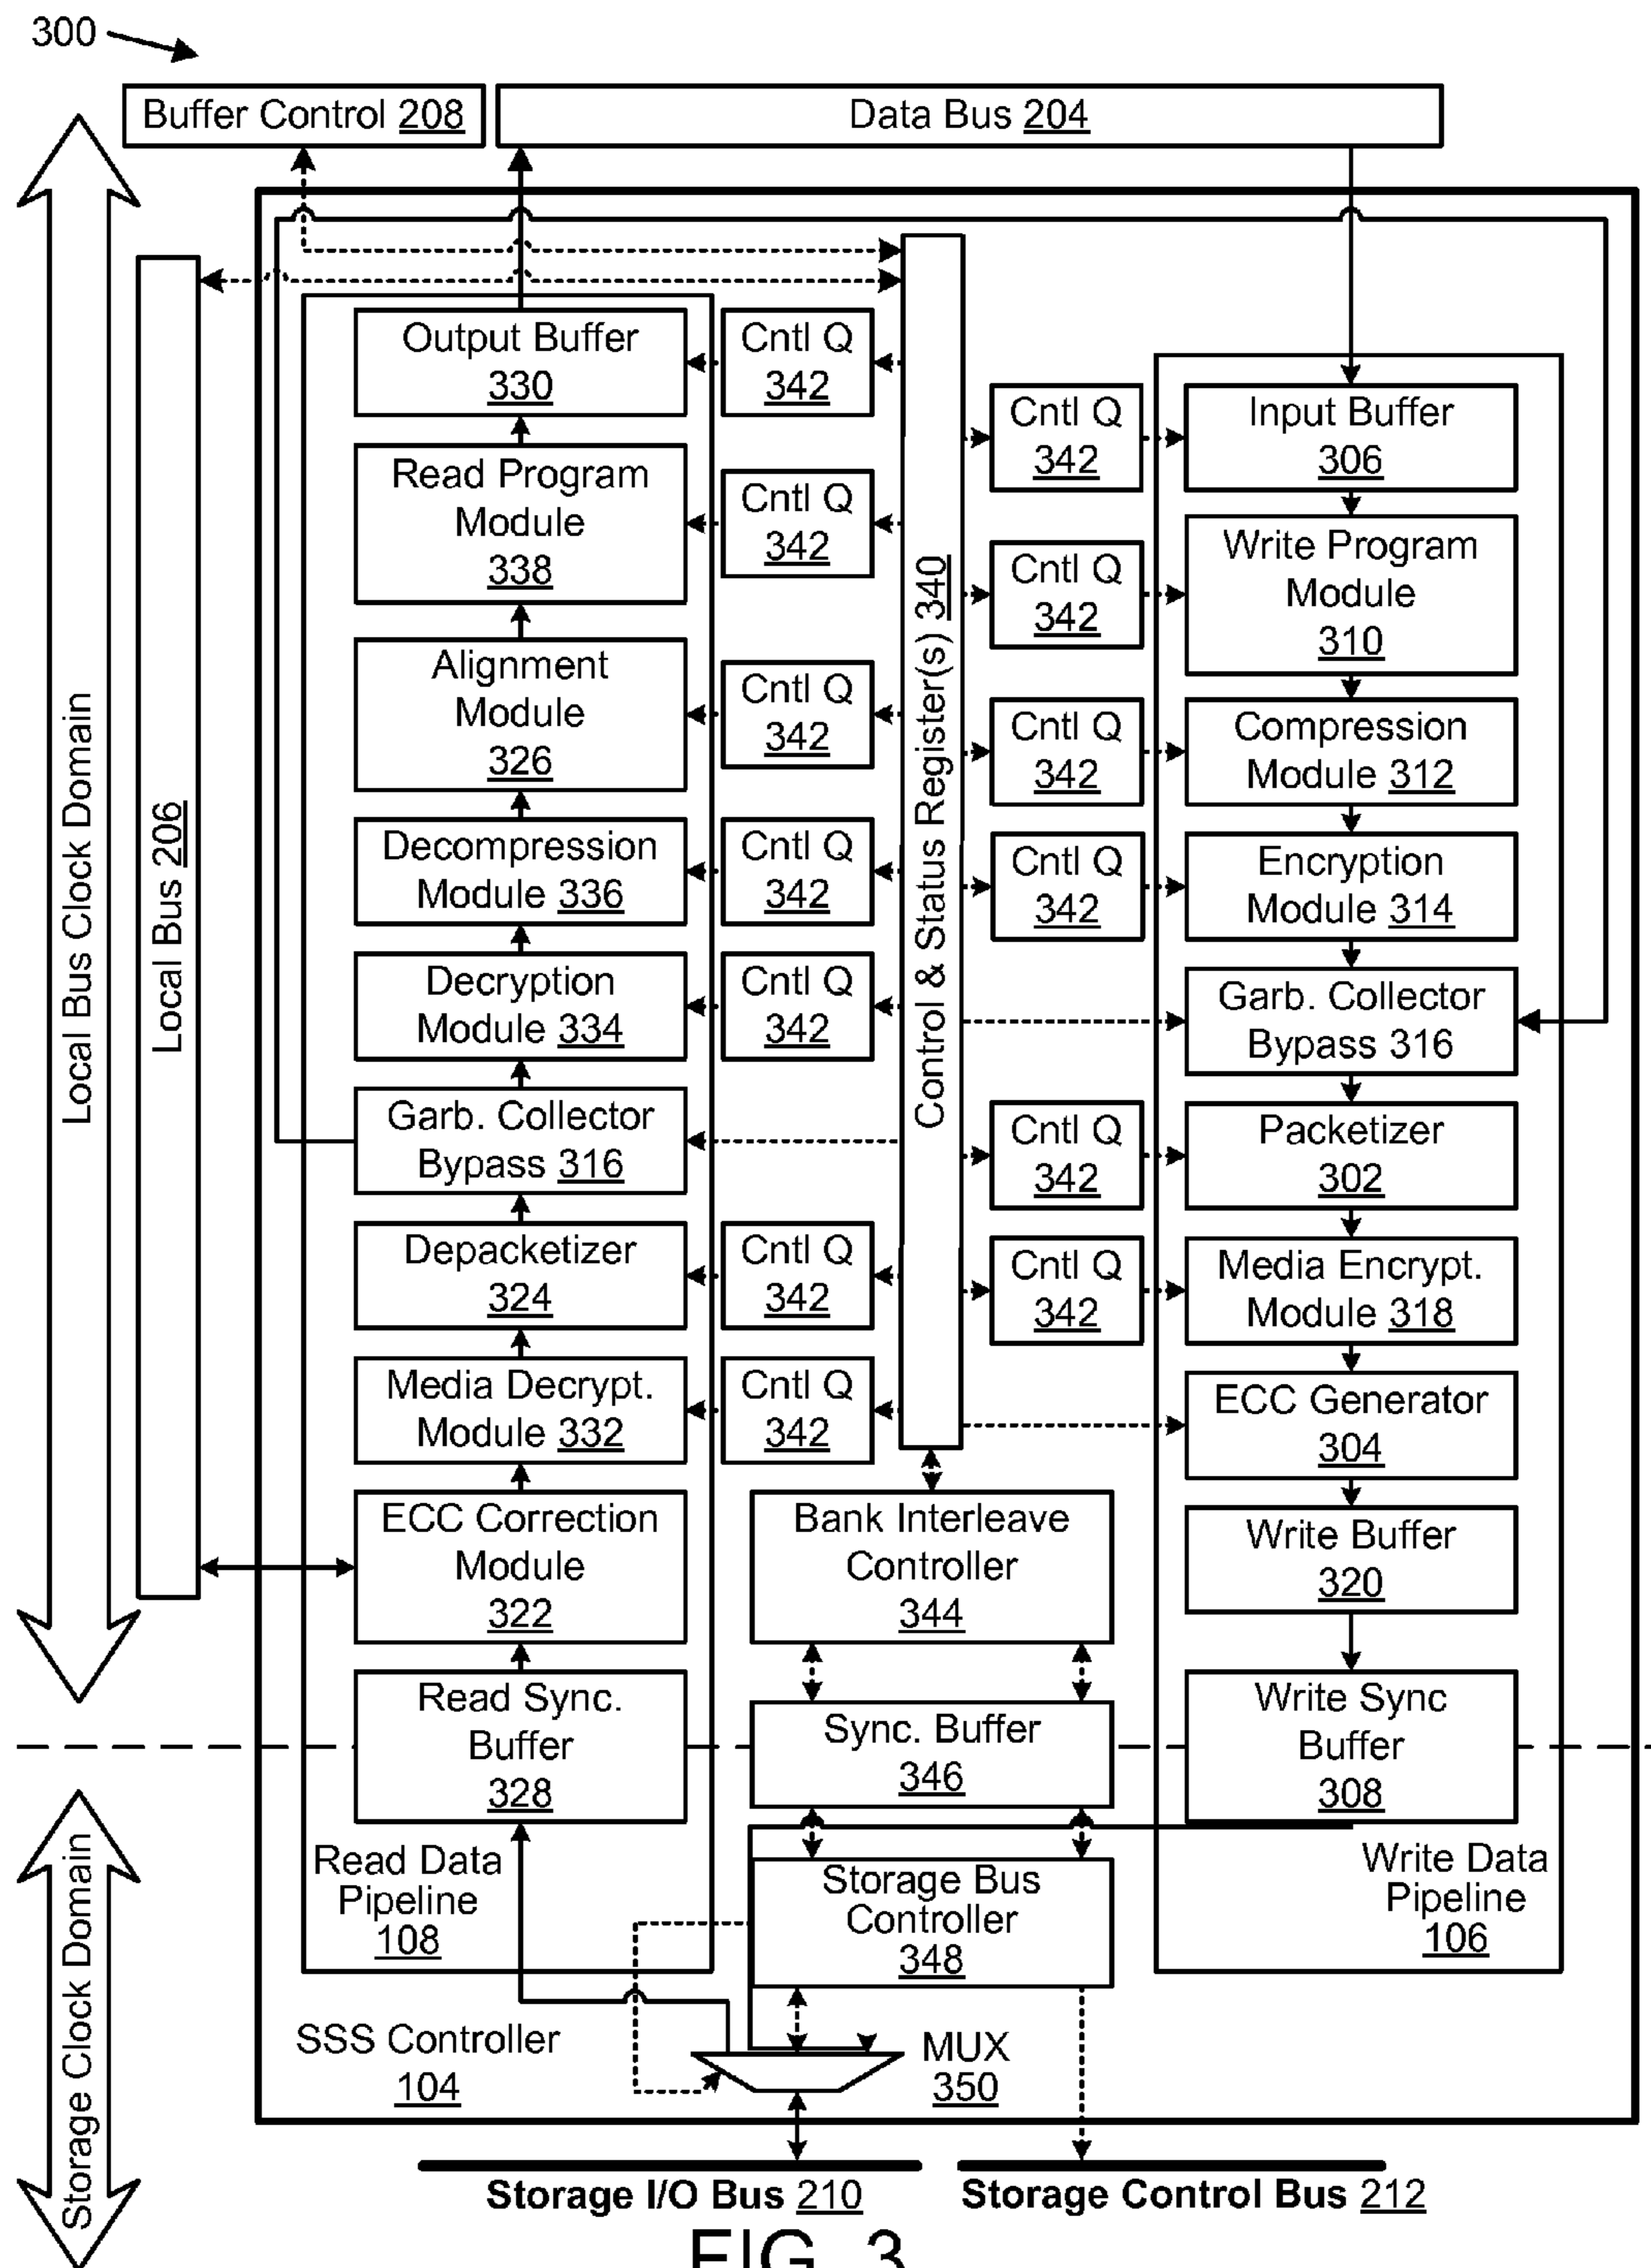 300
Buffer Control 208
Data Bus 204
Local Bus Clock Domain
Local Bus 206
Output Buffer
330
Read Program
Module
338
Alignment
Module
326
Decompression
Module 336
Decryption
Module 334
Garb. Collector
Bypass 316
Depacketizer
324
Media Decrypt.
Module 332
ECC Correction
Module
322
Read Sync.
Buffer
328
Read Data
Pipeline
108
Cntl Q
342
Cntl Q
342
Cntl Q
342
Cntl Q
342
Cntl Q
342
Cntl Q
342
Cntl Q
342
Control & Status Register(s) 340
Cntl Q
342
Cntl Q
342
Cntl Q
342
Cntl Q
342
Cntl Q
342
Cntl Q
342
Input Buffer
306
Write Program
Module
310
Compression
Module 312
Encryption
Module 314
Garb. Collector
Bypass 316
Packetizer
302
Media Encrypt.
Module 318
ECC Generator
304
Write Buffer
320
Write Sync
Buffer
308
Write Data
Pipeline
106
Bank Interleave
Controller
344
Sync. Buffer
346
Storage Bus
Controller
348
Storage Clock Domain
SSS Controller
104
MUX
350
Storage I/O Bus 210
Storage Control Bus 212
FIG. 3